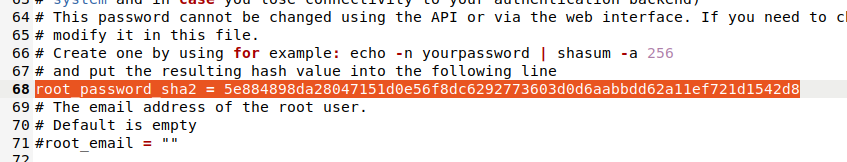 63 # system and in case you lose connectivity to your authentication backend)
64 # This password cannot be changed using the API or via the web interface. If you need to
65 # modify it in this file.
66 # Create one by using for example: echo -n yourpassword | shasum -a 256
67 # and put the resulting hash value into the following line
68 root_password_sha2 = 5e884898da28047151d0e56f8dc6292773603d0d6aabbdd62a11ef721d1542d8
69 # The email address of the root user.
70 # Default is empty
71 #root_email = ""
72